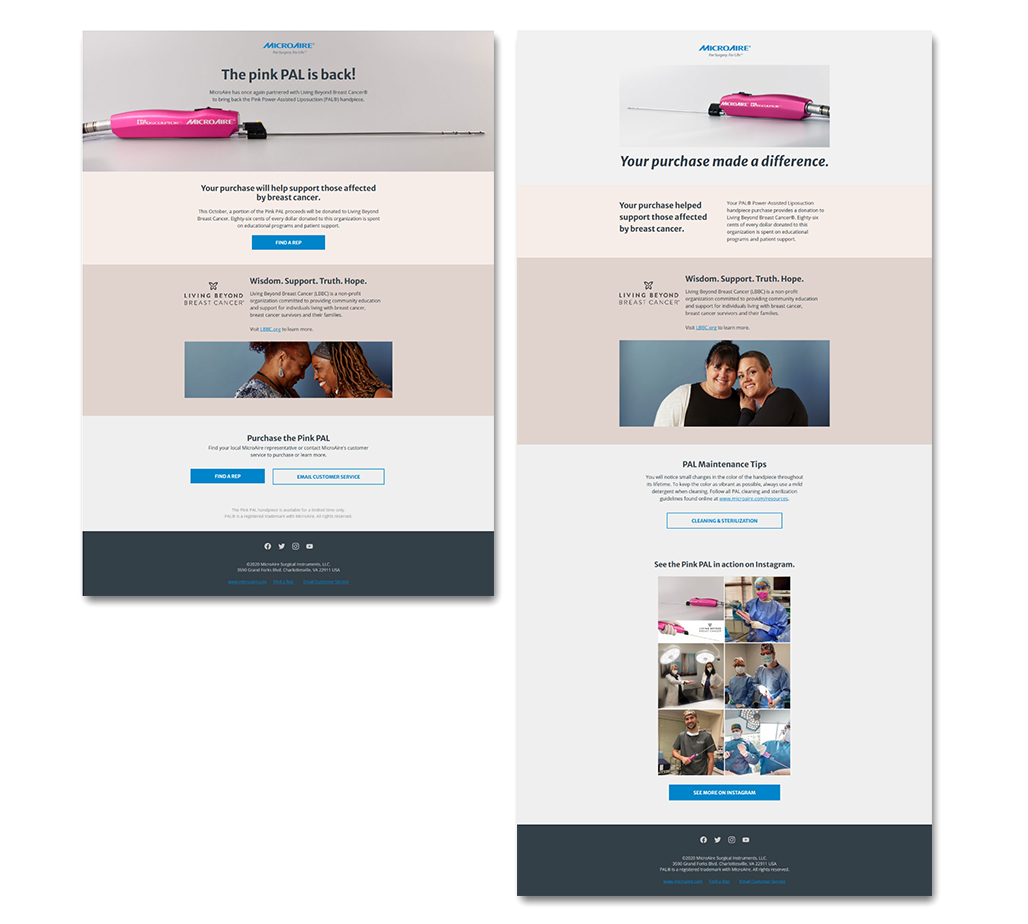 MICROAIRE®
For Surgery. For Life.™
The pink PAL is back!
MicroAire has once again partnered with Living Beyond Breast Cancer®
to bring back the Pink Power-Assisted Liposuction (PAL®) handpiece.
MICROAIRE®
Your purchase will help support those affected
by breast cancer.
This October, a portion of the Pink PAL proceeds will be donated to Living Beyond
Breast Cancer. Eighty-six cents of every dollar donated to this organization is spent
on educational programs and patient support.
FIND A REP
LIVING BEYOND
BREAST CANCER®
Wisdom. Support. Truth. Hope.
Living Beyond Breast Cancer (LBBC) is a non-profit
organization committed to providing community education
and support for individuals living with breast cancer,
breast cancer survivors and their families.
Visit LBBC.org to learn more.
Purchase the Pink PAL
Find your local MicroAire representative or contact MicroAire's customer
service to purchase or learn more.
FIND A REP
EMAIL CUSTOMER SERVICE
The Pink PAL handpiece is available for a limited time only.
PAL® is a registered trademark with MicroAire. All rights reserved.
©2020 MicroAire Surgical Instruments, LLC.
3590 Grand Forks Blvd. Charlottesville, VA 22911 USA
www.microaire.com Find a Rep Email Customer Service
MICROAIRE®
For Surgery. For Life.™
MICROAIRE
Your purchase made a difference.
Your purchase helped
support those affected
by breast cancer.
Your PAL® Power-Assisted Liposuction
handpiece purchase provides a donation to
Living Beyond Breast Cancer®. Eighty-six
cents of every dollar donated to this
organization is spent on educational
programs and patient support.
LIVING BEYOND
BREAST CANCER®
Wisdom. Support. Truth. Hope.
Living Beyond Breast Cancer (LBBC) is a non-profit
organization committed to providing community education
and support for individuals living with breast cancer,
breast cancer survivors and their families.
Visit LBBC.org to learn more.
PAL Maintenance Tips
You will notice small changes in the color of the handpiece throughout
its lifetime. To keep the color as vibrant as possible, always use a mild
detergent when cleaning. Follow all PAL cleaning and sterilization
guidelines found online at www.microaire.com/resources.
CLEANING & STERILIZATION
See the Pink PAL in action on Instagram.
LIVING BEYOND
BREAST CANCER
SEE MORE ON INSTAGRAM
©2020 MicroAire Surgical Instruments, LLC.
3590 Grand Forks Blvd. Charlottesville, VA 22911 USA
PAL® is a registered trademark with MicroAire. All rights reserved.
www.microaire.com Find a Rep Email Customer Service